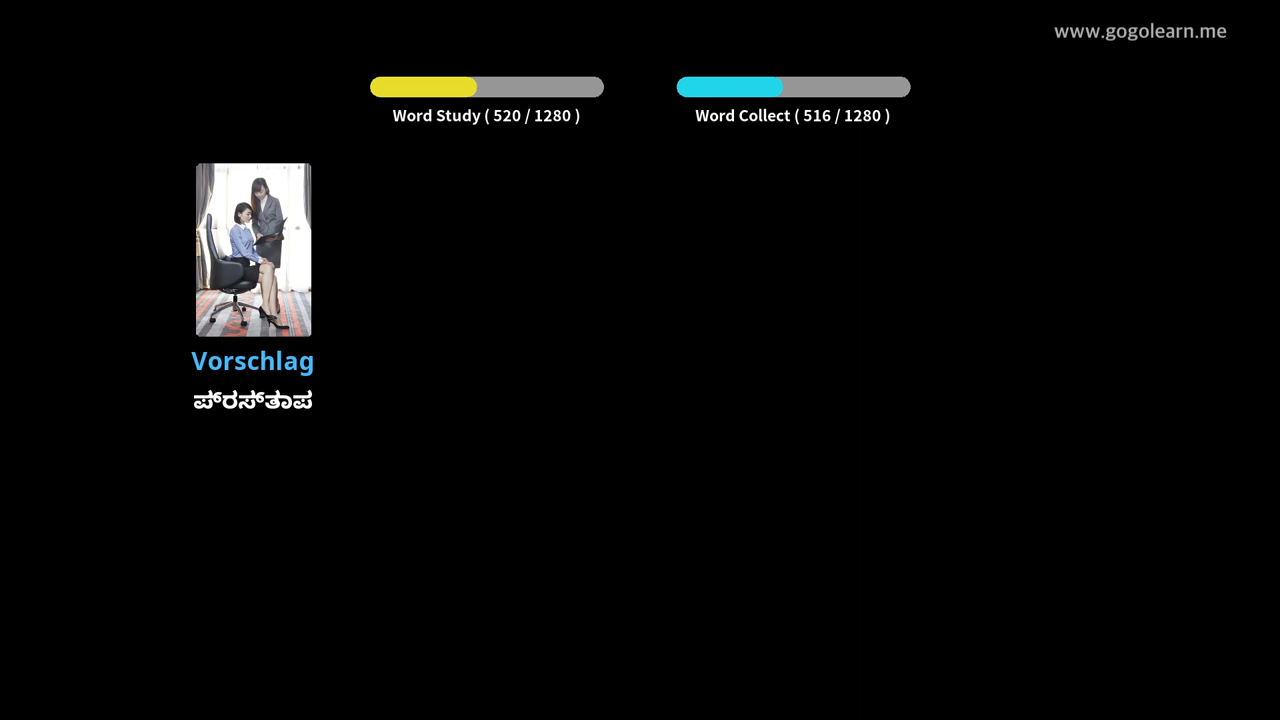 www.gogolearn.me
Word Study ( 520 / 1280 )
Word Collect ( 516 / 1280 )
Vorschlag
ಪ್‌ರಸ್‌ತಾಪ